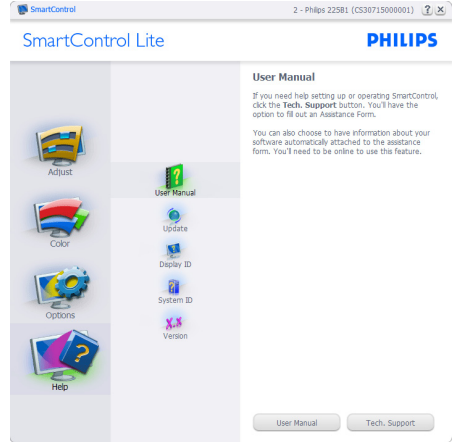 SmartControl
2 - Philips 225B1 (CS30715000001)
? X
SmartControl Lite
PHILIPS
Adjust
Color
Options
Help
User Manual
Update
Display ID
System ID
X.X
Version
User Manual
If you need help setting up or operating SmartControl,
click the Tech. Support button. You'll have the
option to fill out an Assistance Form.
You can also choose to have information about your
software automatically attached to the assistance
form. You'll need to be online to use this feature.
User Manual
Tech. Support